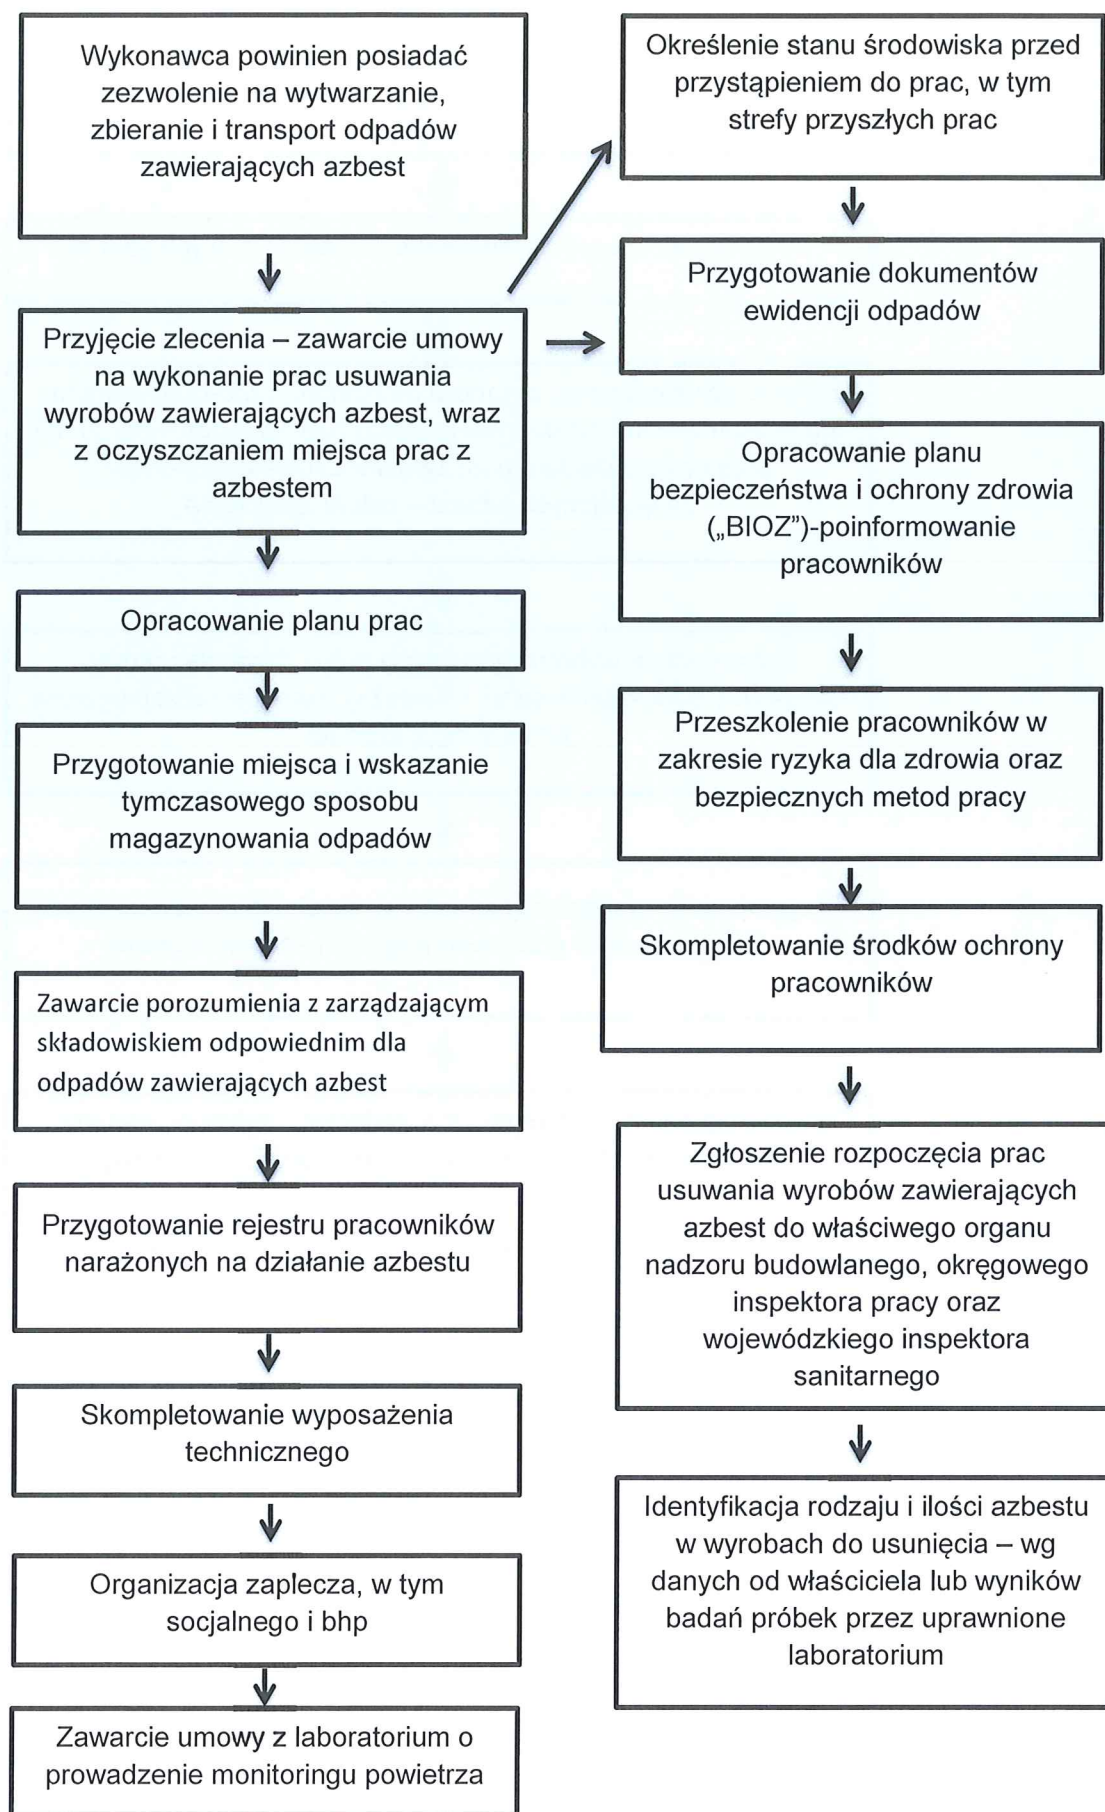 Wykonawca powinien posiadać
zezwolenie na wytwarzanie,
zbieranie i transport odpadów
zawierających azbest
Przyjęcie zlecenia – zawarcie umowy
na wykonanie prac usuwania
wyrobów zawierających azbest, wraz
z oczyszczaniem miejsca prac z
azbestem
Opracowanie planu prac
Przygotowanie miejsca i wskazanie
tymczasowego sposobu
magazynowania odpadów
Zawarcie porozumienia z zarządzającym
składowiskiem odpowiednim dla
odpadów zawierających azbest
Przygotowanie rejestru pracowników
narażonych na działanie azbestu
Skompletowanie wyposażenia
technicznego
Organizacja zaplecza, w tym
socjalnego i bhp
Zawarcie umowy z laboratorium o
prowadzenie monitoringu powietrza
Określenie stanu środowiska przed
przystąpieniem do prac, w tym
strefy przyszłych prac
Przygotowanie dokumentów
ewidencji odpadów
Opracowanie planu
bezpieczeństwa i ochrony zdrowia
(„BIOZ”)-poinformowanie
pracowników
Przeszkolenie pracowników w
zakresie ryzyka dla zdrowia oraz
bezpiecznych metod pracy
Skompletowanie środków ochrony
pracowników
Zgłoszenie rozpoczęcia prac
usuwania wyrobów zawierających
azbest do właściwego organu
nadzoru budowlanego, okręgowego
inspektora pracy oraz
wojewódzkiego inspektora
sanitarnego
Identyfikacja rodzaju i ilości azbestu
w wyrobach do usunięcia – wg
danych od właściciela lub wyników
badań próbek przez uprawnione
laboratorium